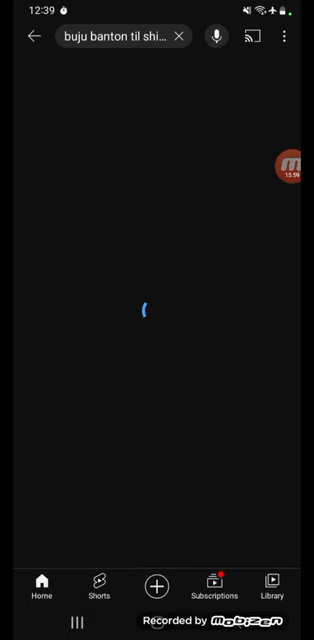 12:39
buju banton til shi...
15:59
Home
Shorts
Subscriptions
Library
Recorded by MOBIZEN